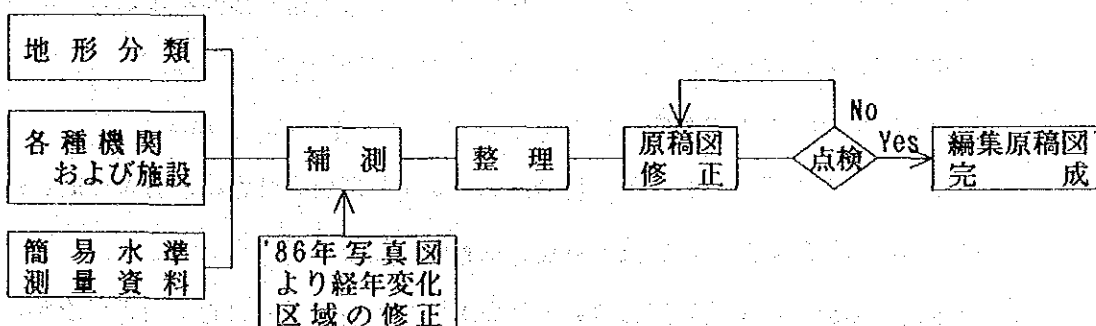 地形分類
各種機関
および施設
簡易水準
測量資料
補測
'86年写真図
より経年変化
区域の修正
整理
原稿図
修正
点検
No
Yes
編集原稿図
完成